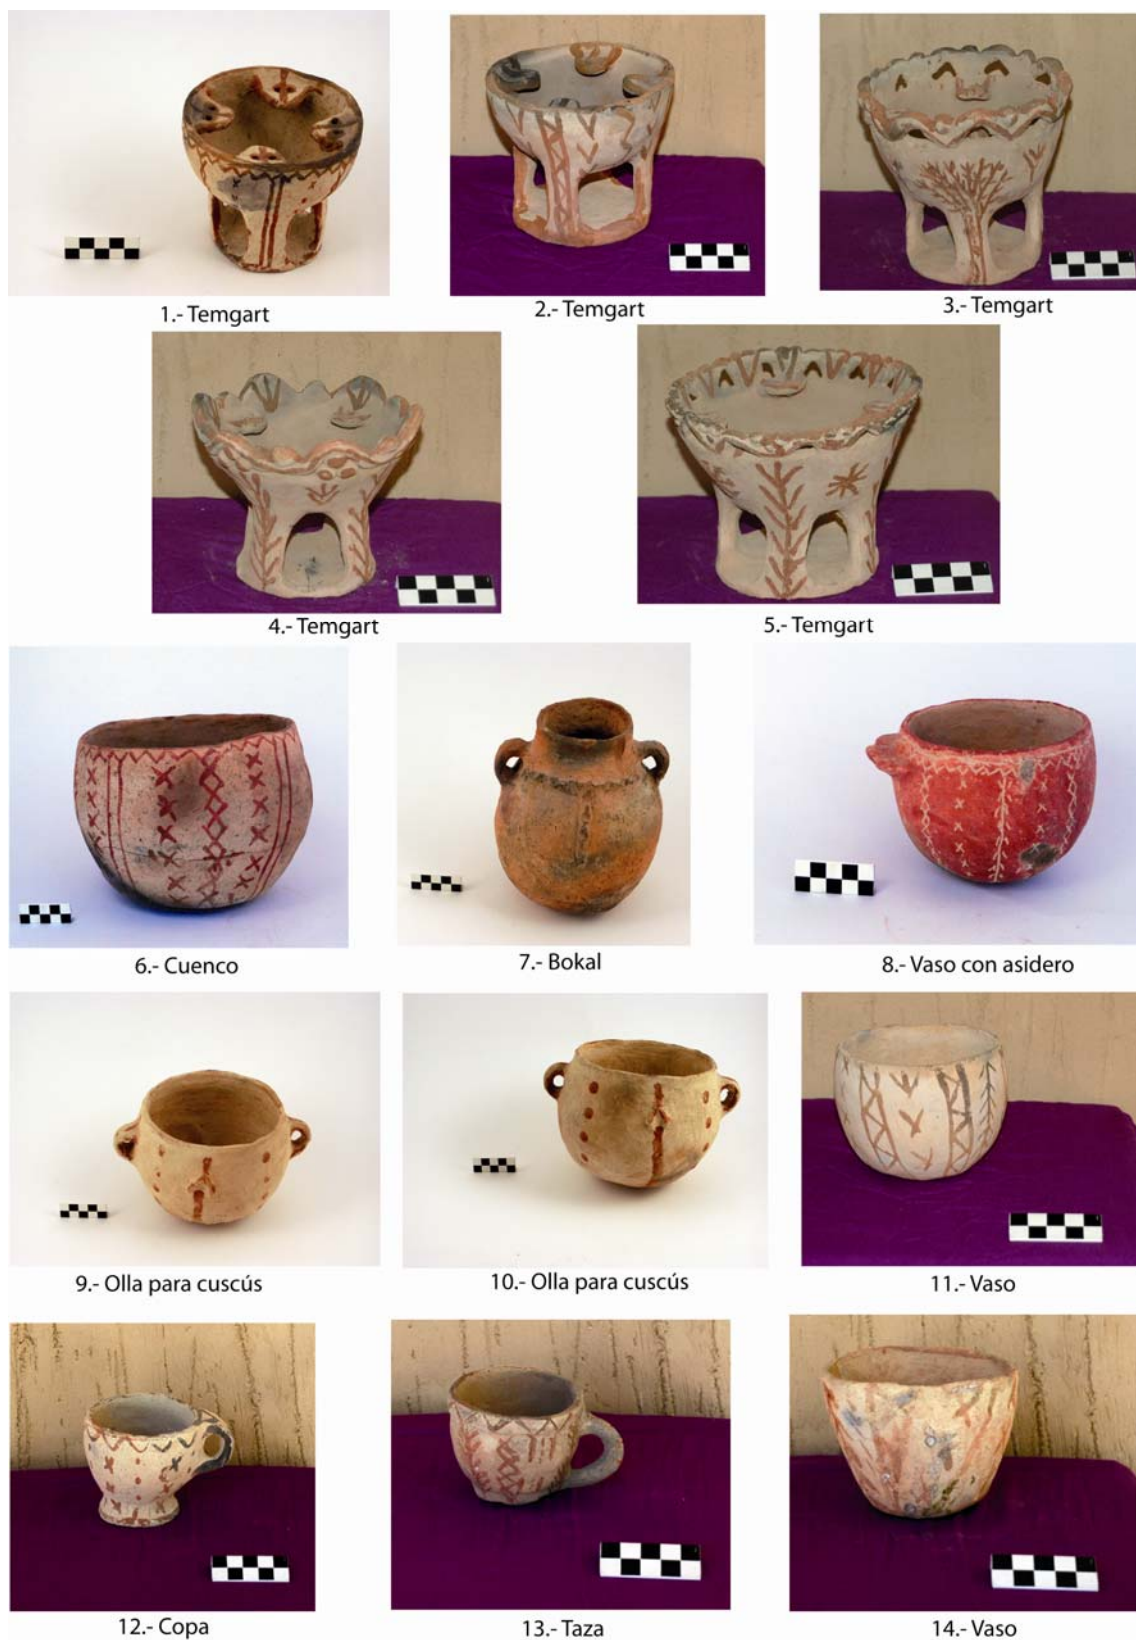 1.- Temgart
2.- Temgart
3.- Temgart
4.- Temgart
5.- Temgart
6.- Cuenco
7.- Bokal
8.- Vaso con asidero
9.- Olla para cuscús
10.- Olla para cuscús
11.- Vaso
12.- Copa
13.- Taza
14.- Vaso